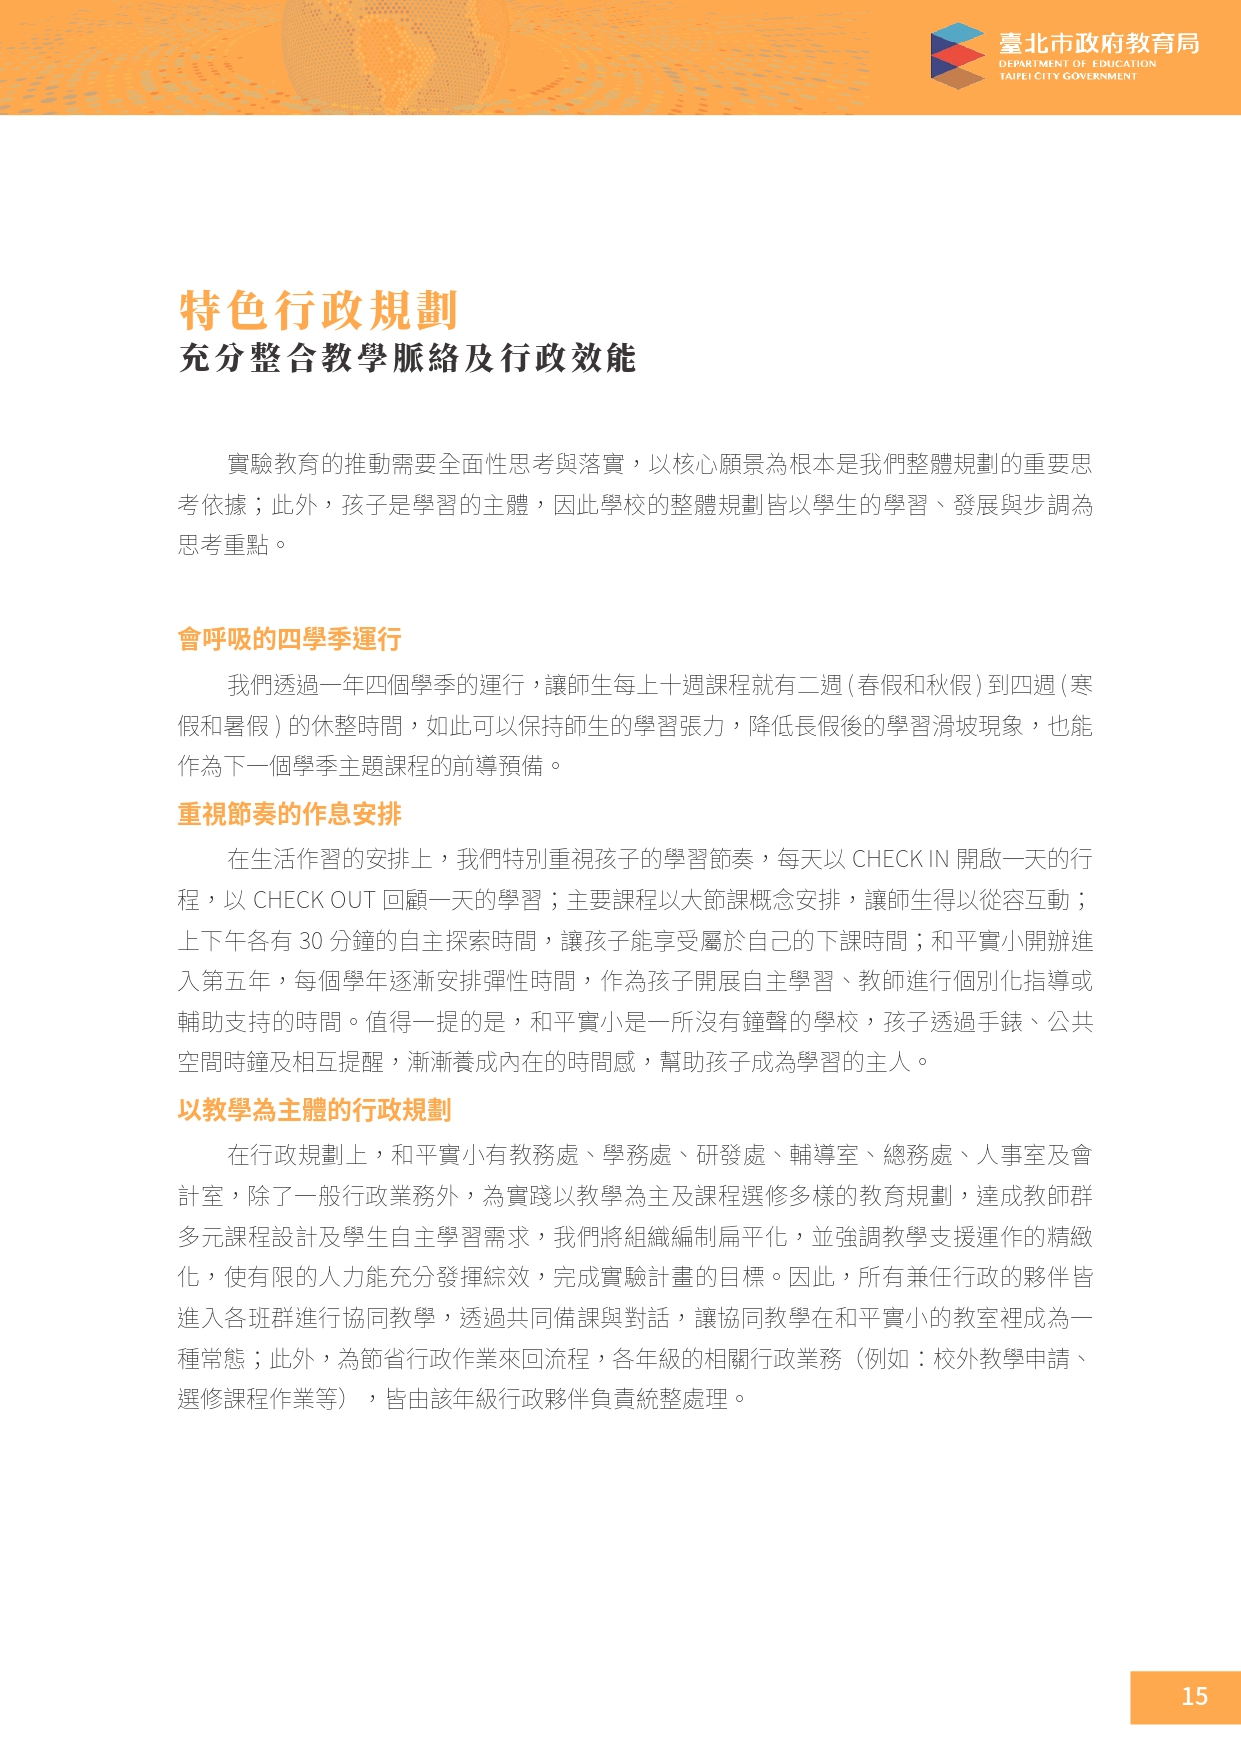 臺北市政府教育局
DEPARTMENT OF EDUCATION
TAIPEI CITY GOVERNMENT
特色行政規劃
充分整合教學脈絡及行政效能
實驗教育的推動需要全面性思考與落實，以核心願景為根本是我們整體規劃的重要思
考依據；此外，孩子是學習的主體，因此學校的整體規劃皆以學生的學習、發展與步調為
思考重點。
會呼吸的四學季運行
我們透過一年四個學季的運行，讓師生每上十週課程就有二週 ( 春假和秋假 ) 到四週 ( 寒
假和暑假 ) 的休整時間，如此可以保持師生的學習張力，降低長假後的學習滑坡現象，也能
作為下一個學季主題課程的前導預備。
重視節奏的作息安排
在生活作習的安排上，我們特別重視孩子的學習節奏，每天以 CHECK IN 開啟一天的行
程，以 CHECK OUT 回顧一天的學習；主要課程以大節課概念安排，讓師生得以從容互動；
上下午各有 30 分鐘的自主探索時間，讓孩子能享受屬於自己的下課時間；和平實小開辦進
入第五年，每個學年逐漸安排彈性時間，作為孩子開展自主學習、教師進行個別化指導或
輔助支持的時間。值得一提的是，和平實小是一所沒有鐘聲的學校，孩子透過手錶、公共
空間時鐘及相互提醒，漸漸養成內在的時間感，幫助孩子成為學習的主人。
以教學為主體的行政規劃
在行政規劃上，和平實小有教務處、學務處、研發處、輔導室、總務處、人事室及會
計室，除了一般行政業務外，為實踐以教學為主及課程選修多樣的教育規劃，達成教師群
多元課程設計及學生自主學習需求，我們將組織編制扁平化，並強調教學支援運作的精緻
化，使有限的人力能充分發揮綜效，完成實驗計畫的目標。因此，所有兼任行政的夥伴皆
進入各班群進行協同教學，透過共同備課與對話，讓協同教學在和平實小的教室裡成為一
種常態；此外，為節省行政作業來回流程，各年級的相關行政業務（例如：校外教學申請、
選修課程作業等），皆由該年級行政夥伴負責統整處理。
15